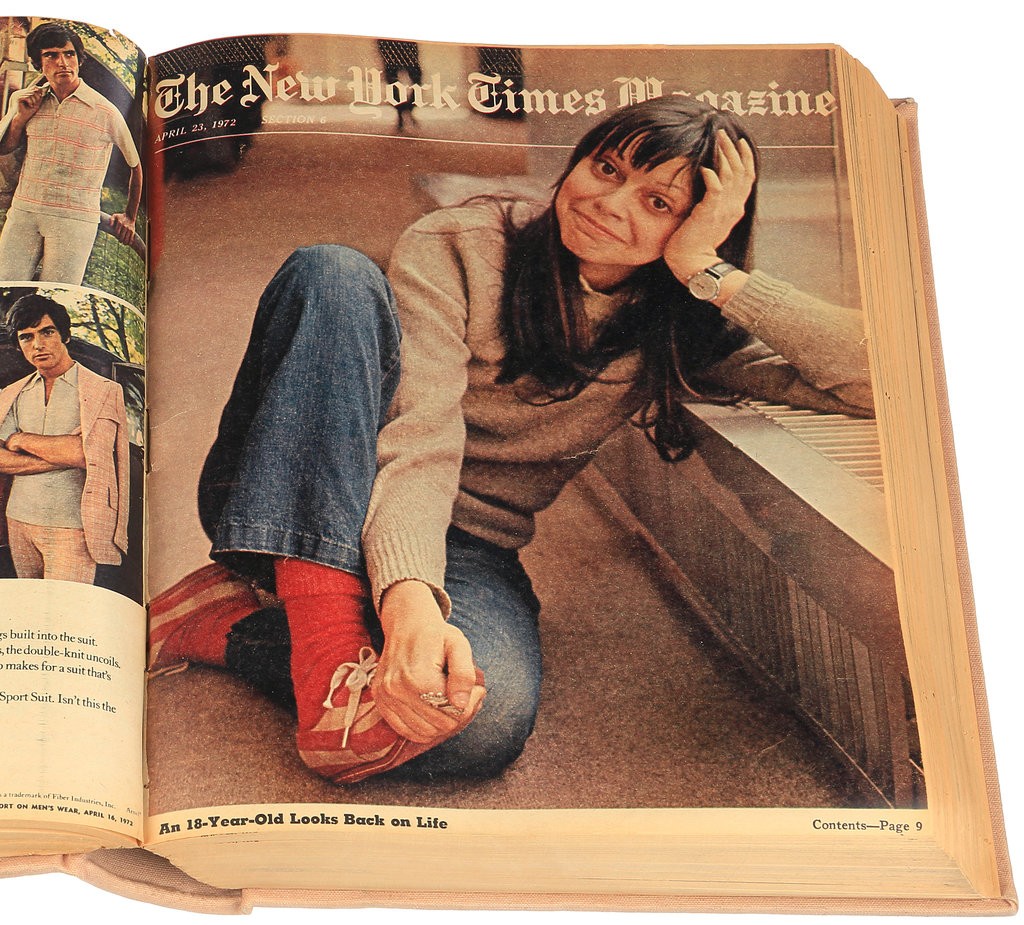 gs built into the suit.
s, the double-knit uncoils.
o makes for a suit that's
Sport Suit. Isn't this the
is a trademark of Fiber Industries, Inc.
ORT ON MEN'S WEAR, APRIL 16, 1972
The New York Times Magazine
APRIL 23, 1972 SECTION 6
An 18-Year-Old Looks Back on Life
Contents—Page 9